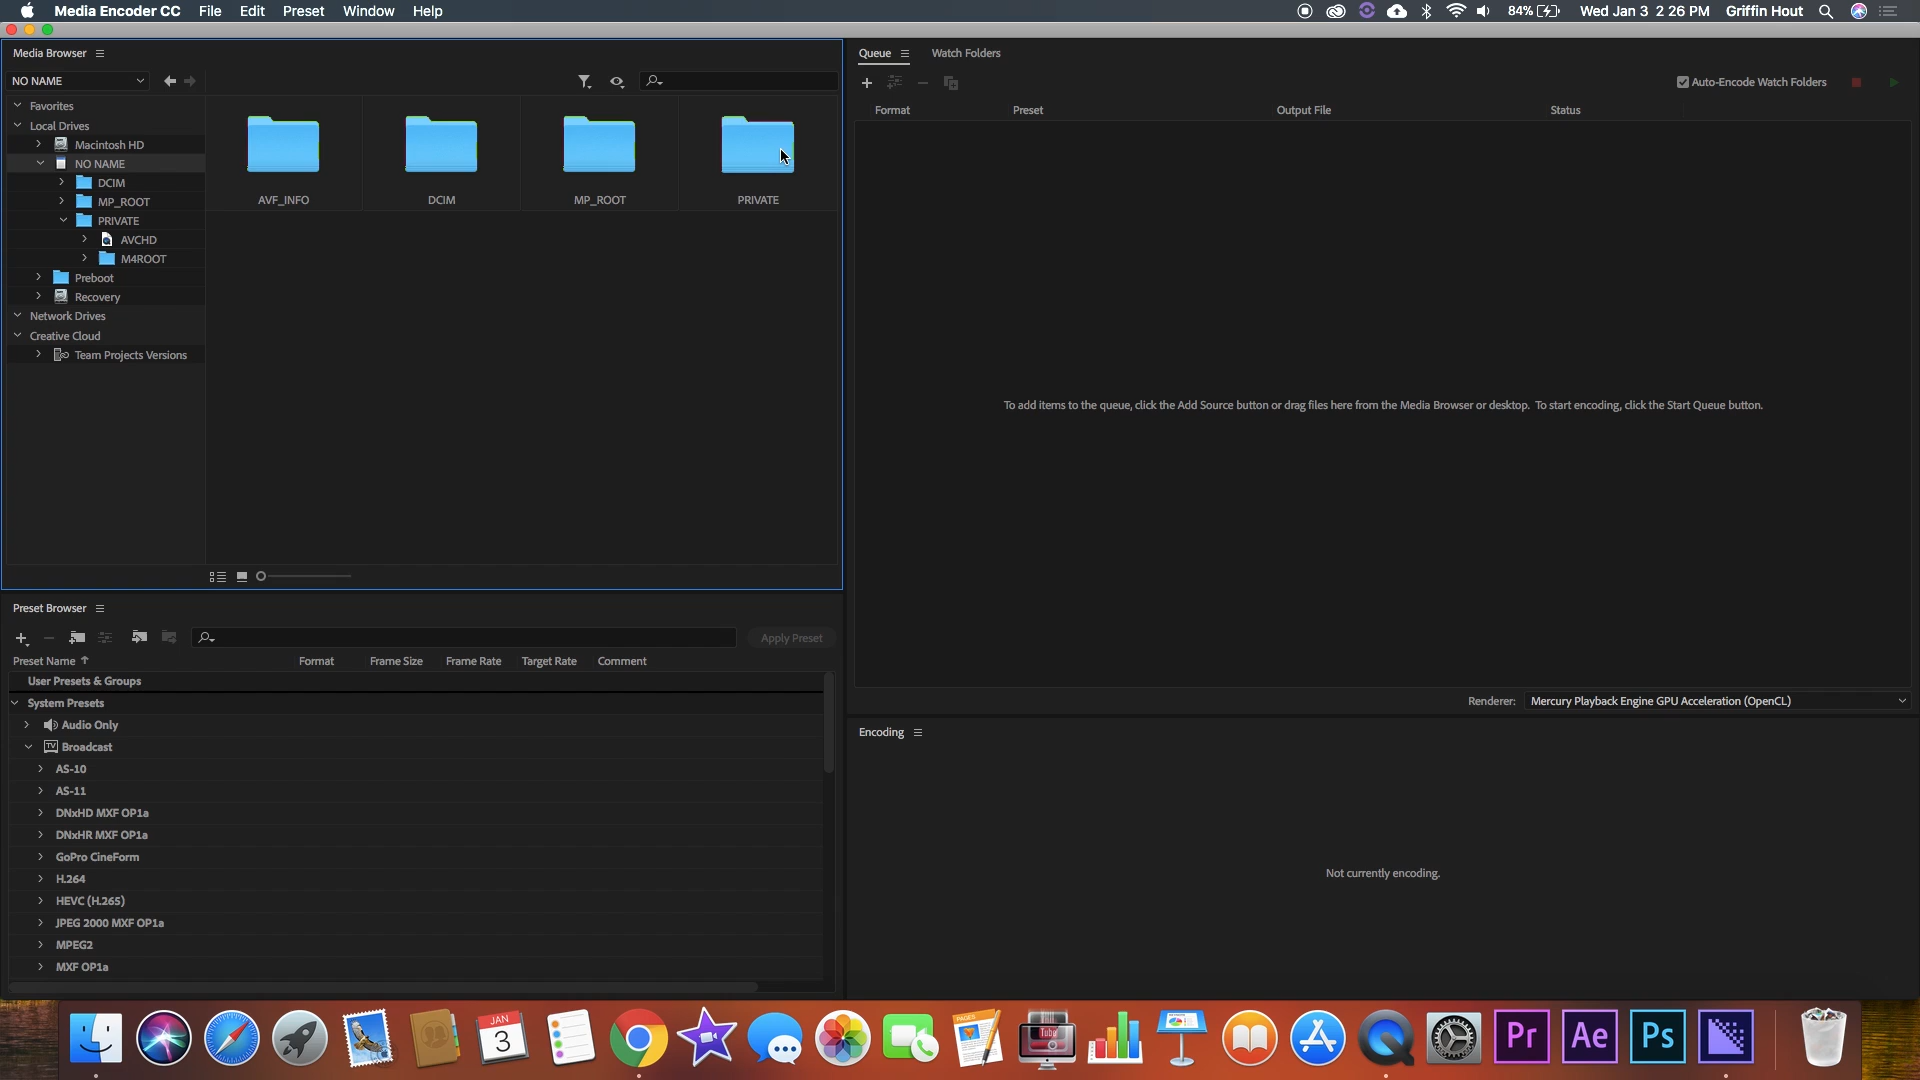 Media Encoder CC File Edit Preset Window Help 84% Wed Jan 3 2 26 PM Griffin Hout
Media Browser
NO NAME
Favorites
Local Drives
Macintosh HD
NO NAME
DCIM
MP_ROOT
PRIVATE
AVCHD
M4ROOT
Preboot
Recovery
Network Drives
Creative Cloud
Team Projects Versions
AVF_INFO DCIM MP_ROOT PRIVATE
Queue Watch Folders
Auto-Encode Watch Folders
Format Preset Output File Status
To add items to the queue, click the Add Source button or drag files here from the Media Browser or desktop. To start encoding, click the Start Queue button.
Renderer: Mercury Playback Engine GPU Acceleration (OpenCL)
Preset Browser
Apply Preset
Preset Name Format Frame Size Frame Rate Target Rate Comment
User Presets & Groups
System Presets
Audio Only
TV Broadcast
AS-10
AS-11
DNxHD MXF OP1a
DNxHR MXF OP1a
GoPro CineForm
H.264
HEVC (H.265)
JPEG 2000 MXF OP1a
MPEG2
MXF OP1a
Encoding
Not currently encoding.
JAN
3
PAGES
Tube
Pr Ae Ps